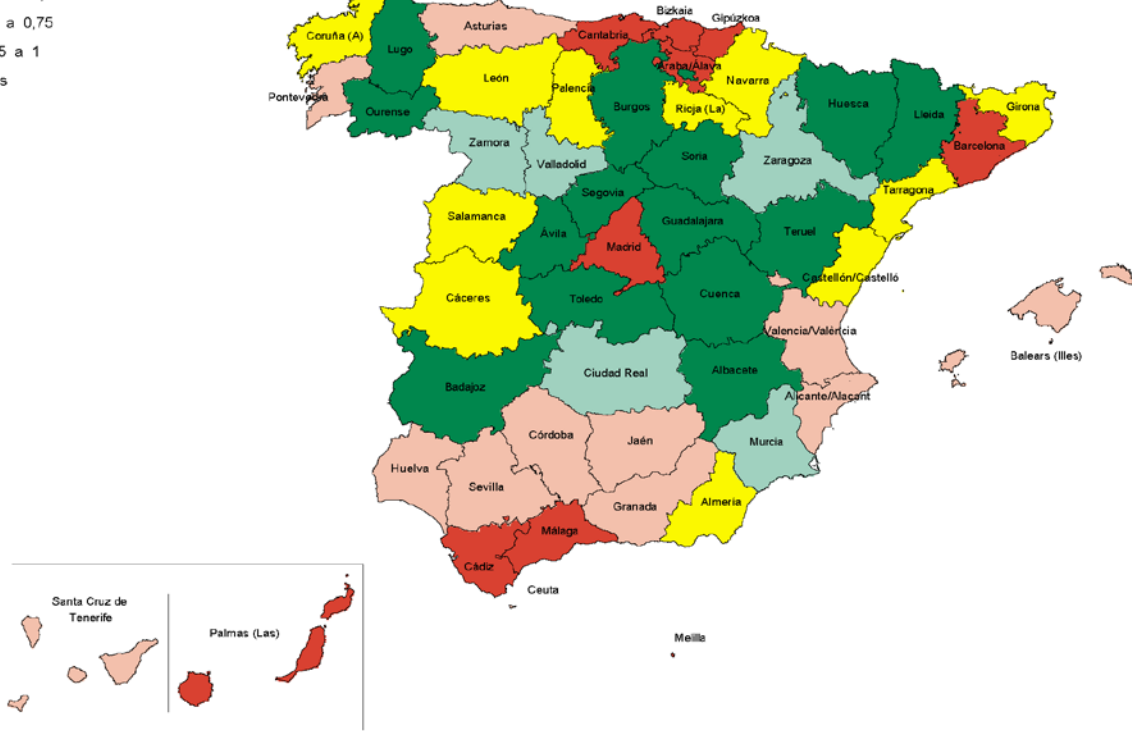 a 0,75
5 a 1
s
Bizkaia
Gipúzkoa
Coruña (A)
Asturias
Cantabria
Lugo
Araba/Álava
León
Navarra
Palencia
Pontevedra
Burgos
Rioja (La)
Huesca
Girona
Ourense
Lleida
Zamora
Barcelona
Valladolid
Soria
Zaragoza
Segovia
Tarragona
Salamanca
Guadalajara
Ávila
Teruel
Madrid
Castellón/Castelló
Cáceres
Toledo
Cuenca
Valencia/València
Balears (Illes)
Ciudad Real
Albacete
Badajoz
Alicante/Alacant
Córdoba
Jaén
Murcia
Huelva
Sevilla
Granada
Almería
Málaga
Cádiz
Ceuta
Santa Cruz de
Tenerife
Palmas (Las)
Melilla